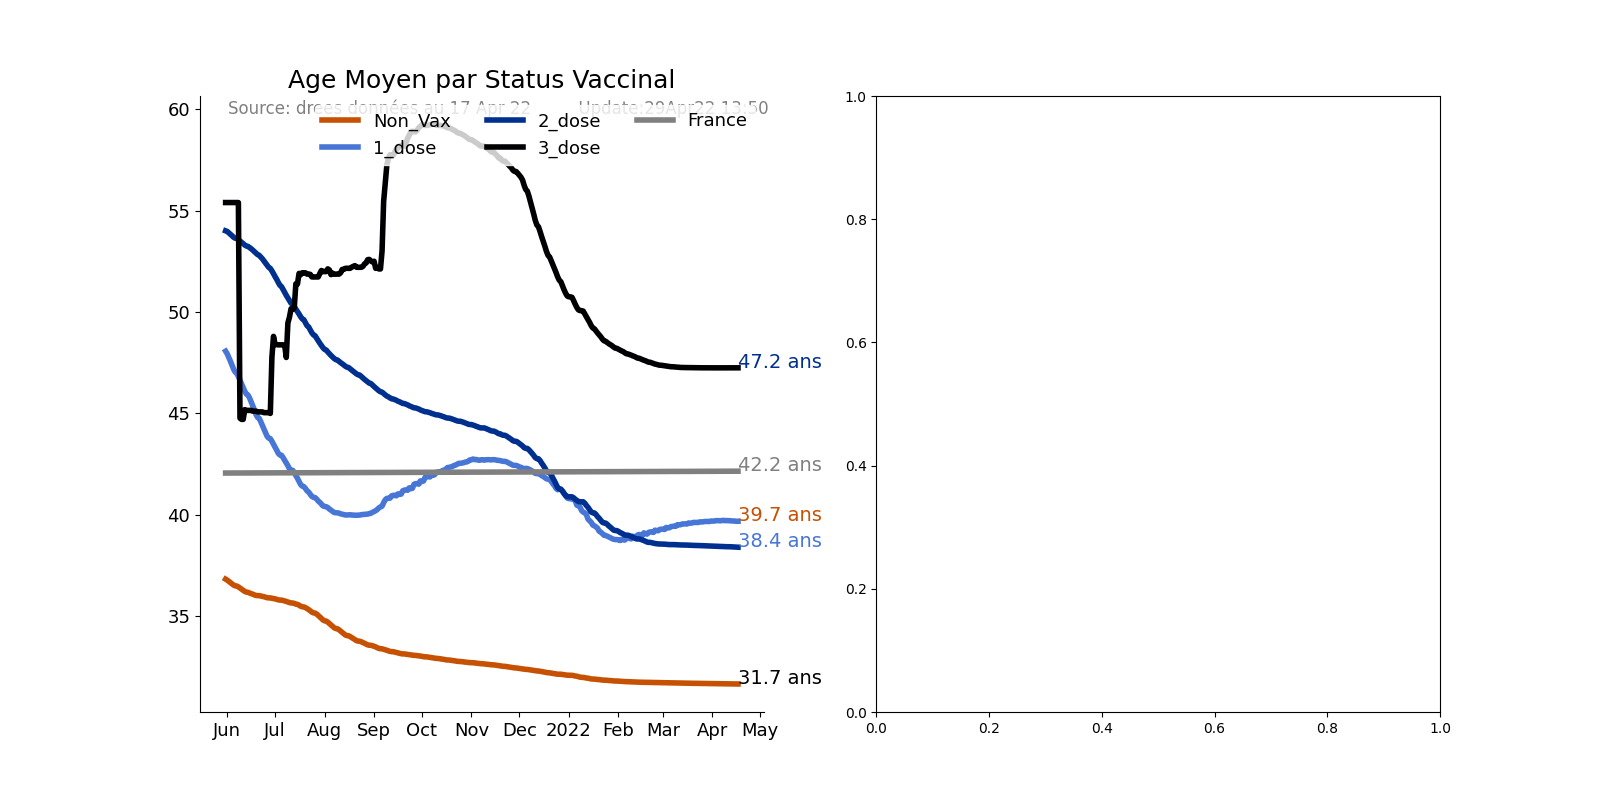 Age Moyen par Status Vaccinal
Source: drees données au 17 Apr 22 Update:29Apr22 13:50
Non_Vax 2_dose France
1_dose 3_dose
60
55
50
45
40
35
47.2 ans
42.2 ans
39.7 ans
38.4 ans
31.7 ans
Jun Jul Aug Sep Oct Nov Dec 2022 Feb Mar Apr May
1.0
0.8
0.6
0.4
0.2
0.0
0.0 0.2 0.4 0.6 0.8 1.0